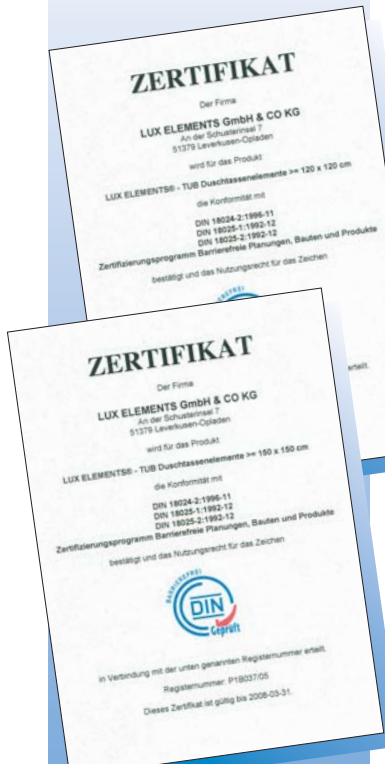 ZERTIFIKAT
Der Firma
LUX ELEMENTS GmbH & CO KG
An der Schusterinsel 7
51379 Leverkusen-Opladen
wird für das Produkt
LUX ELEMENTS® - TUB Duschtassenelemente >= 120 x 120 cm
die Konformität mit
DIN 18024-2:1996-11
DIN 18025-1:1992-12
DIN 18025-2:1992-12
Zertifizierungsprogramm Barrierefreie Planungen, Bauten und Produkte
bestätigt und das Nutzungsrecht für das Zeichen
erteilt.
ZERTIFIKAT
Der Firma
LUX ELEMENTS GmbH & CO KG
An der Schusterinsel 7
51379 Leverkusen-Opladen
wird für das Produkt
LUX ELEMENTS® - TUB Duschtassenelemente >= 150 x 150 cm
die Konformität mit
DIN 18024-2:1996-11
DIN 18025-1:1992-12
DIN 18025-2:1992-12
Zertifizierungsprogramm Barrierefreie Planungen, Bauten und Produkte
bestätigt und das Nutzungsrecht für das Zeichen
BARRIEREFREI
DIN
Geprüft
in Verbindung mit der unten genannten Registernummer erteilt.
Registernummer: P1B037/05
Dieses Zertifikat ist gültig bis 2008-03-31.